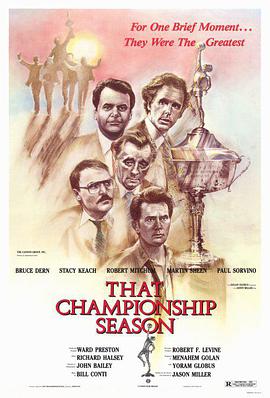 For One Brief Moment...
They Were The Greatest
BRUCE DERN STACY KEACH ROBERT MITCHUM MARTIN SHEEN PAUL SORVINO
THAT
CHAMPIONSHIP
SEASON
WARD PRESTON
RICHARD HALSEY
JOHN BAILEY
BILL CONTI
ROBERT F. LEVINE
MENAHEM GOLAN
YORAM GLOBUS
JASON MILLER
R